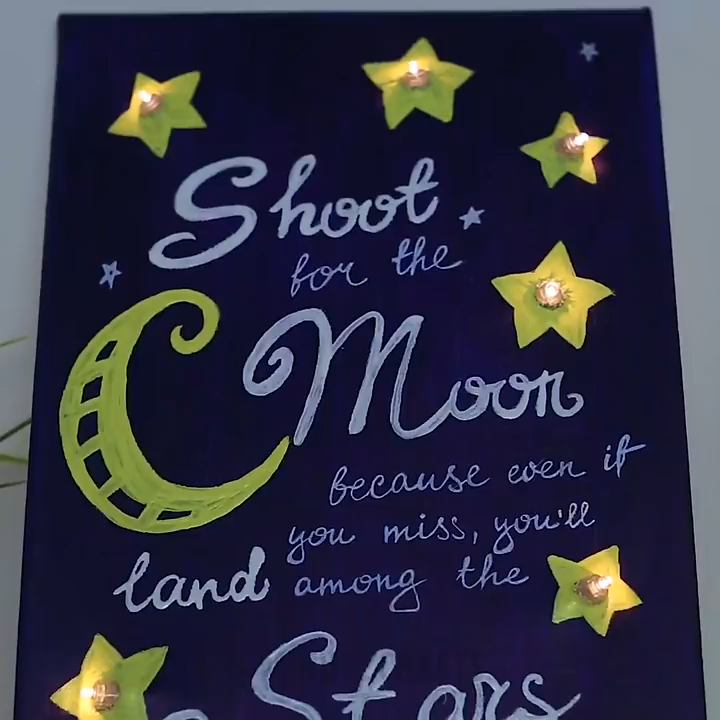 Shoot
for the
Moon
because even if
you miss, you'll
land among the
Stars